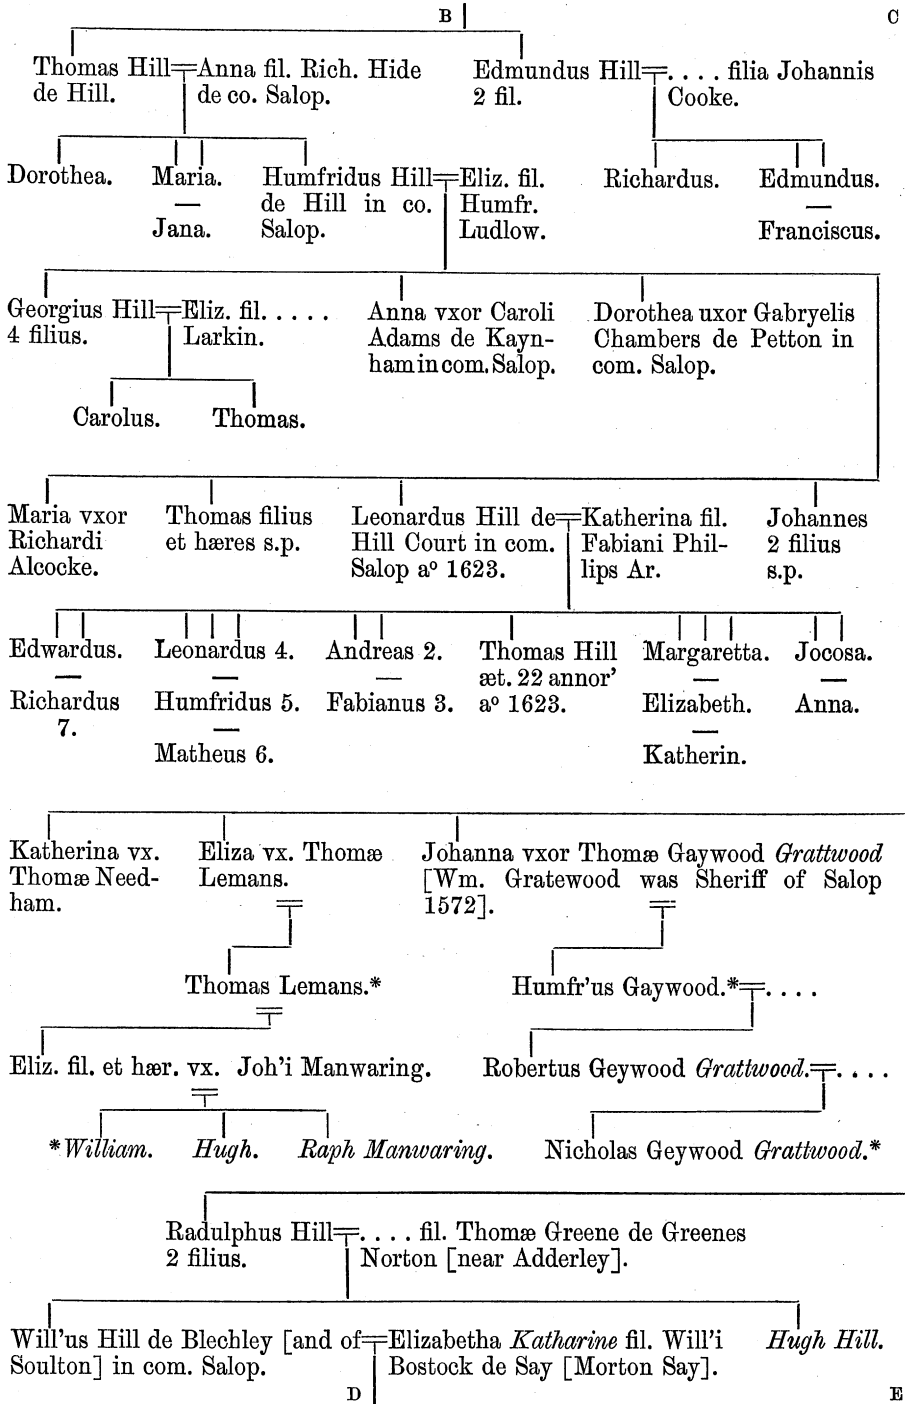 B C
Thomas Hill Anna fil. Rich. Hide Edmundus Hill . . . . filia Johannis
de Hill. de co. Salop. 2 fil. Cooke.
Dorothea. Maria. Humfridus Hill Eliz. fil. Richardus. Edmundus.
— de Hill in co. Humfr. —
Jana. Salop. Ludlow. Franciscus.
Georgius Hill Eliz. fil. . . . . . Anna vxor Caroli Dorothea uxor Gabryelis
4 filius. Larkin. Adams de Kayn- Chambers de Petton in
ham in com. Salop. com. Salop.
Carolus. Thomas.
Maria vxor Thomas filius Leonardus Hill de Katherina fil. Johannes
Richardi et hæres s.p. Hill Court in com. Fabiani Phil- 2 filius
Alcocke. Salop aº 1623. lips Ar. s.p.
Edwardus. Leonardus 4. Andreas 2. Thomas Hill Margaretta. Jocosa.
— — — æt. 22 annor' — —
Richardus Humfridus 5. Fabianus 3. aº 1623. Elizabeth. Anna.
7. — —
Matheus 6. Katherin.
Katherina vx. Eliza vx. Thomæ Johanna vxor Thomæ Gaywood Grattwood
Thomæ Need- Lemans. [Wm. Gratewood was Sheriff of Salop
ham. 1572].
Thomas Lemans.* Humfr'us Gaywood.* . . . .
Eliz. fil. et hær. vx. Joh'i Manwaring. Robertus Geywood Grattwood. . . . .
*William. Hugh. Raph Manwaring. Nicholas Geywood Grattwood.*
Radulphus Hill . . . . fil. Thomæ Greene de Greenes
2 filius. Norton [near Adderley].
Will'us Hill de Blechley [and of Elizabetha Katharine fil. Will'i Hugh Hill.
Soulton] in com. Salop. Bostock de Say [Morton Say].
D E